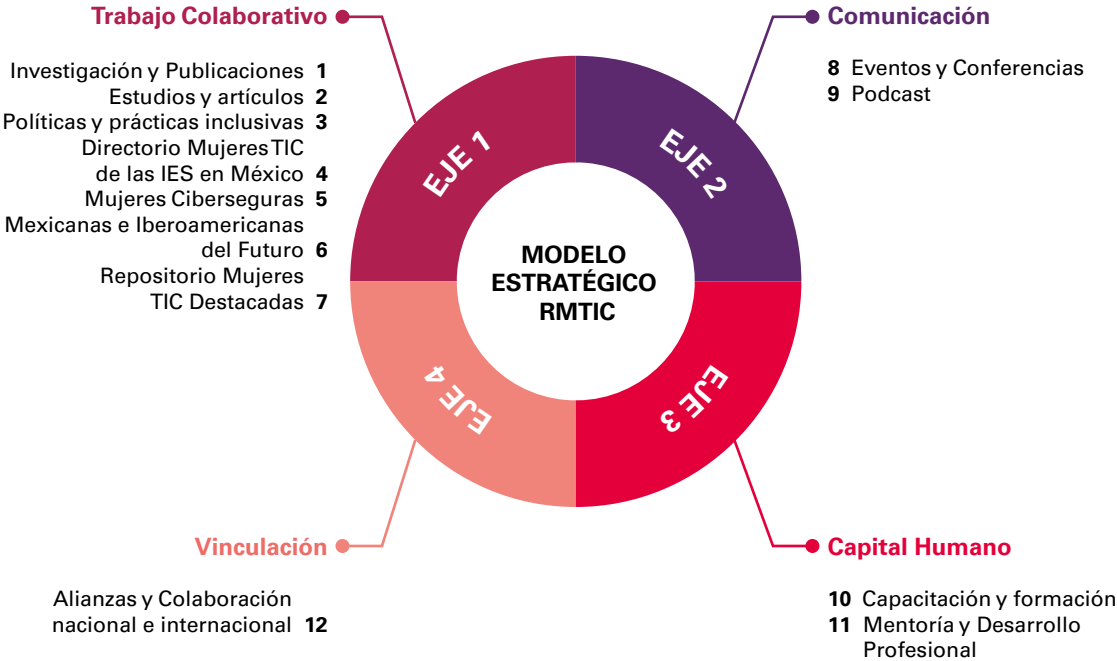 Trabajo Colaborativo
Investigación y Publicaciones 1
Estudios y artículos 2
Políticas y prácticas inclusivas 3
Directorio Mujeres TIC
de las IES en México 4
Mujeres Ciberseguras 5
Mexicanas e Iberoamericanas
del Futuro 6
Repositorio Mujeres
TIC Destacadas 7
Comunicación
8 Eventos y Conferencias
9 Podcast
EJE 1
EJE 2
MODELO
ESTRATÉGICO
RMTIC
EJE 4
EJE 3
Vinculación
Alianzas y Colaboración
nacional e internacional 12
Capital Humano
10 Capacitación y formación
11 Mentoría y Desarrollo
Profesional